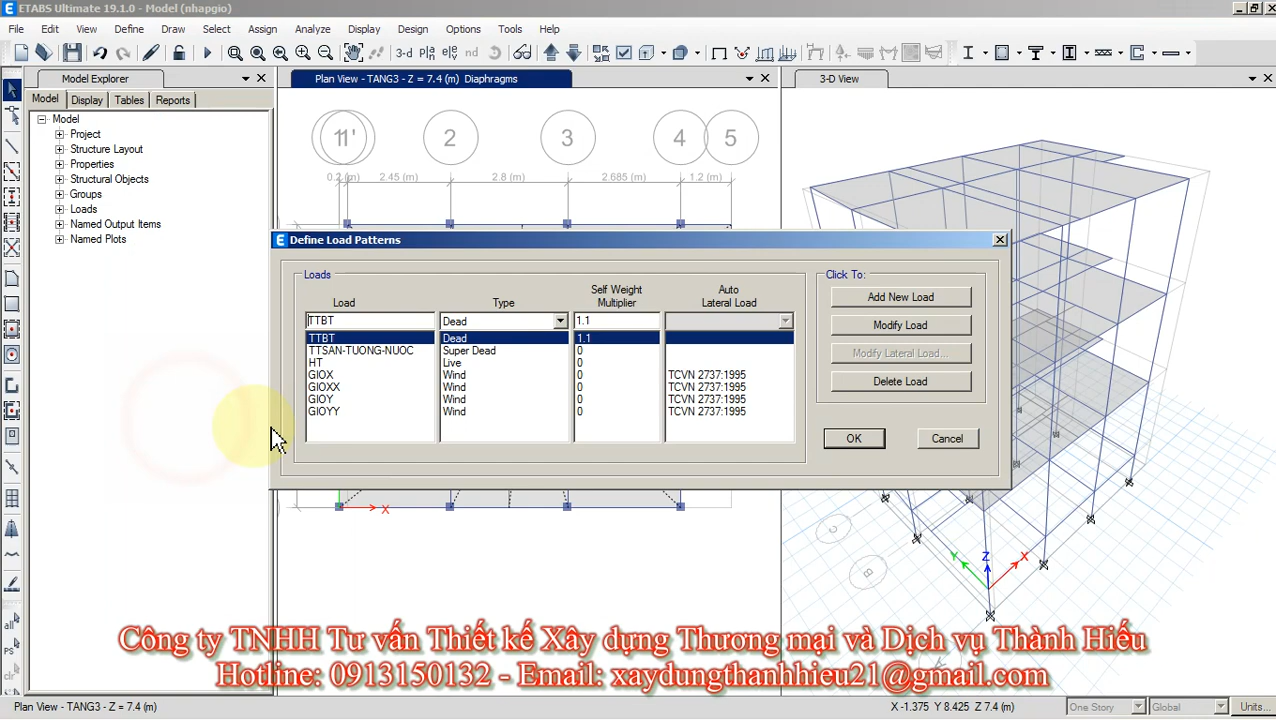 ETABS Ultimate 19.1.0 - Model (nhapgio)
File Edit View Define Draw Select Assign Analyze Display Design Options Tools Help
Model Explorer
Plan View - TANG3 - Z = 7.4 (m) Diaphragms
3-D View
Model Display Tables Reports
Model
Project
Structure Layout
Properties
Structural Objects
Groups
Loads
Named Output Items
Named Plots
1 1' 2 3 4 5
0.2 (m) 2.45 (m) 2.8 (m) 2.685 (m) 1.2 (m)
Define Load Patterns
Loads
Click To:
Load Type Self Weight Multiplier Auto Lateral Load
TTBT Dead 1.1
TTBT Dead 1.1
TTSAN-TUONG-NUOC Super Dead 0
HT Live 0
GIOX Wind 0 TCVN 2737:1995
GIOXX Wind 0 TCVN 2737:1995
GIOY Wind 0 TCVN 2737:1995
GIOYY Wind 0 TCVN 2737:1995
Add New Load
Modify Load
Modify Lateral Load...
Delete Load
OK Cancel
X
X Y Z
C
B
Công ty TNHH Tư vấn Thiết kế Xây dựng Thương mại và Dịch vụ Thành Hiếu
Hotline: 0913150132 - Email: xaydungthanhhieu21@gmail.com
Plan View - TANG3 - Z = 7.4 (m)
X -1.375 Y 8.425 Z 7.4 (m)
One Story Global Units...